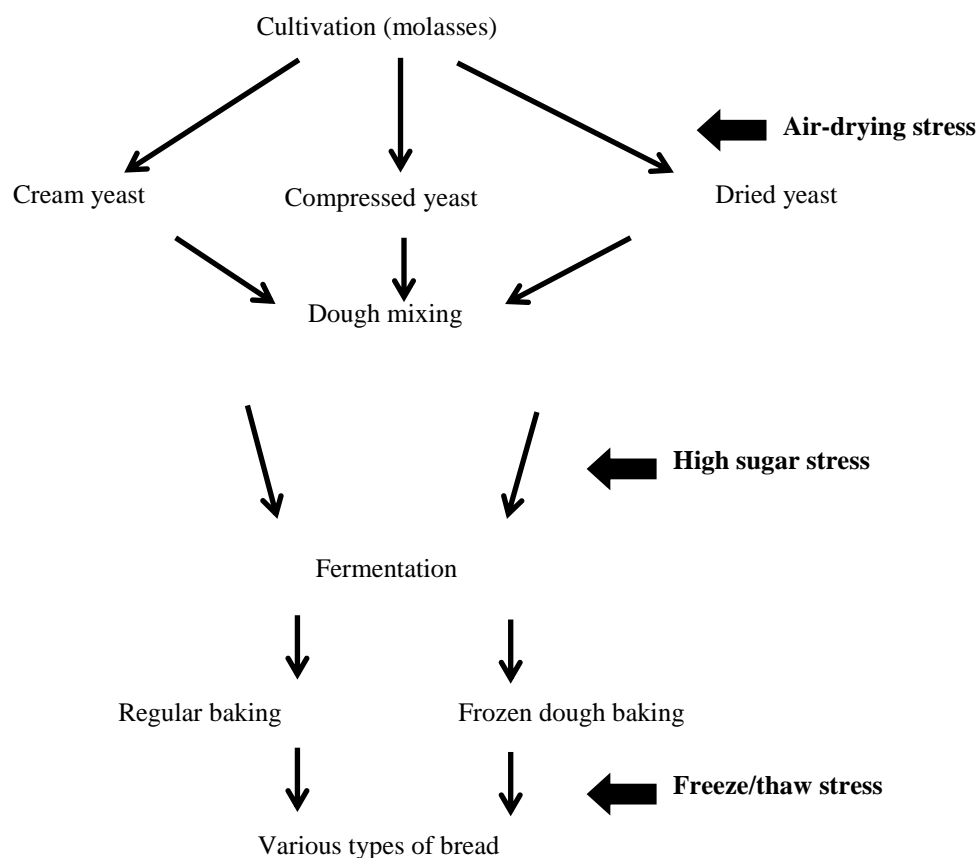 Cultivation (molasses)
Air-drying stress
Cream yeast
Compressed yeast
Dried yeast
Dough mixing
High sugar stress
Fermentation
Regular baking
Frozen dough baking
Freeze/thaw stress
Various types of bread